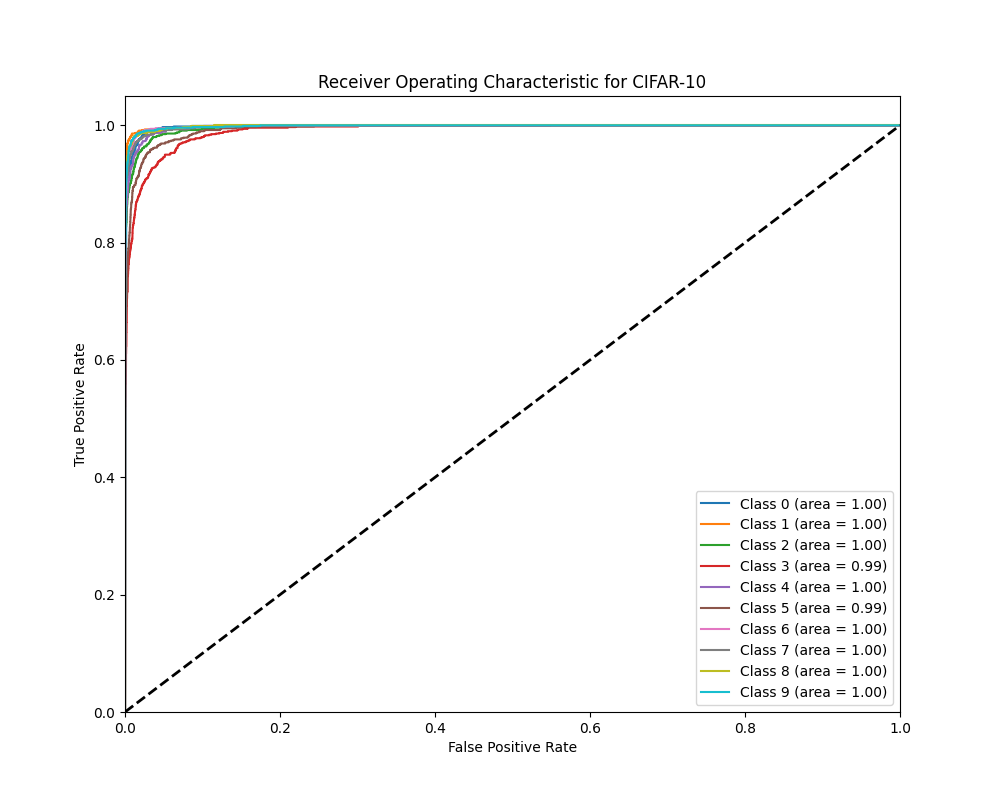 Receiver Operating Characteristic for CIFAR-10
1.0
0.8
0.6
0.4
0.2
0.0
True Positive Rate
Class 0 (area = 1.00)
Class 1 (area = 1.00)
Class 2 (area = 1.00)
Class 3 (area = 0.99)
Class 4 (area = 1.00)
Class 5 (area = 0.99)
Class 6 (area = 1.00)
Class 7 (area = 1.00)
Class 8 (area = 1.00)
Class 9 (area = 1.00)
0.0 0.2 0.4 0.6 0.8 1.0
False Positive Rate